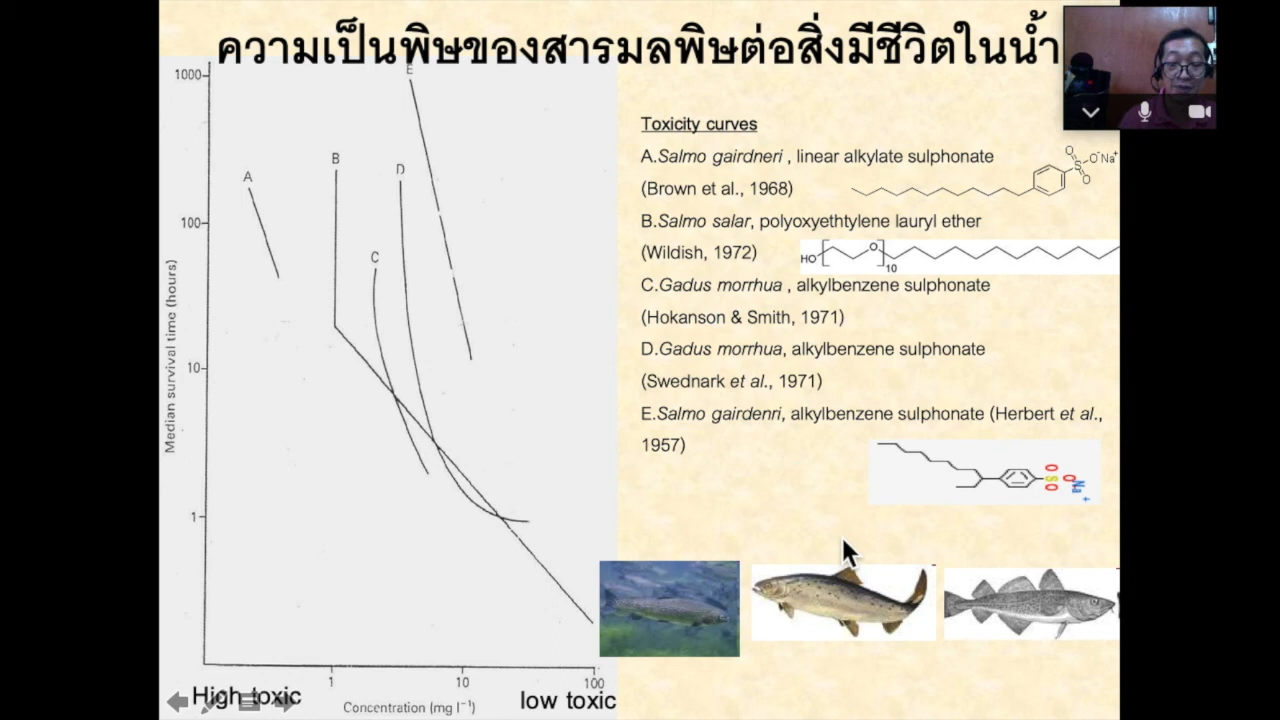 ความเป็นพิษของสารมลพิษต่อสิ่งมีชีวิตในน้ำ
Toxicity curves
A.Salmo gairdneri , linear alkylate sulphonate
(Brown et al., 1968)
B.Salmo salar, polyoxyethtylene lauryl ether
(Wildish, 1972)
C.Gadus morrhua , alkylbenzene sulphonate
(Hokanson & Smith, 1971)
D.Gadus morrhua, alkylbenzene sulphonate
(Swednark et al., 1971)
E.Salmo gairdenri, alkylbenzene sulphonate (Herbert et al.,
1957)
O
S
O⁻Na⁺
O
HO
O
10
O
S
O
O
Na
+
1000
100
10
1
Median survival time (hours)
A
B
C
D
E
1
10
100
High toxic
Concentration (mg l⁻¹)
low toxic